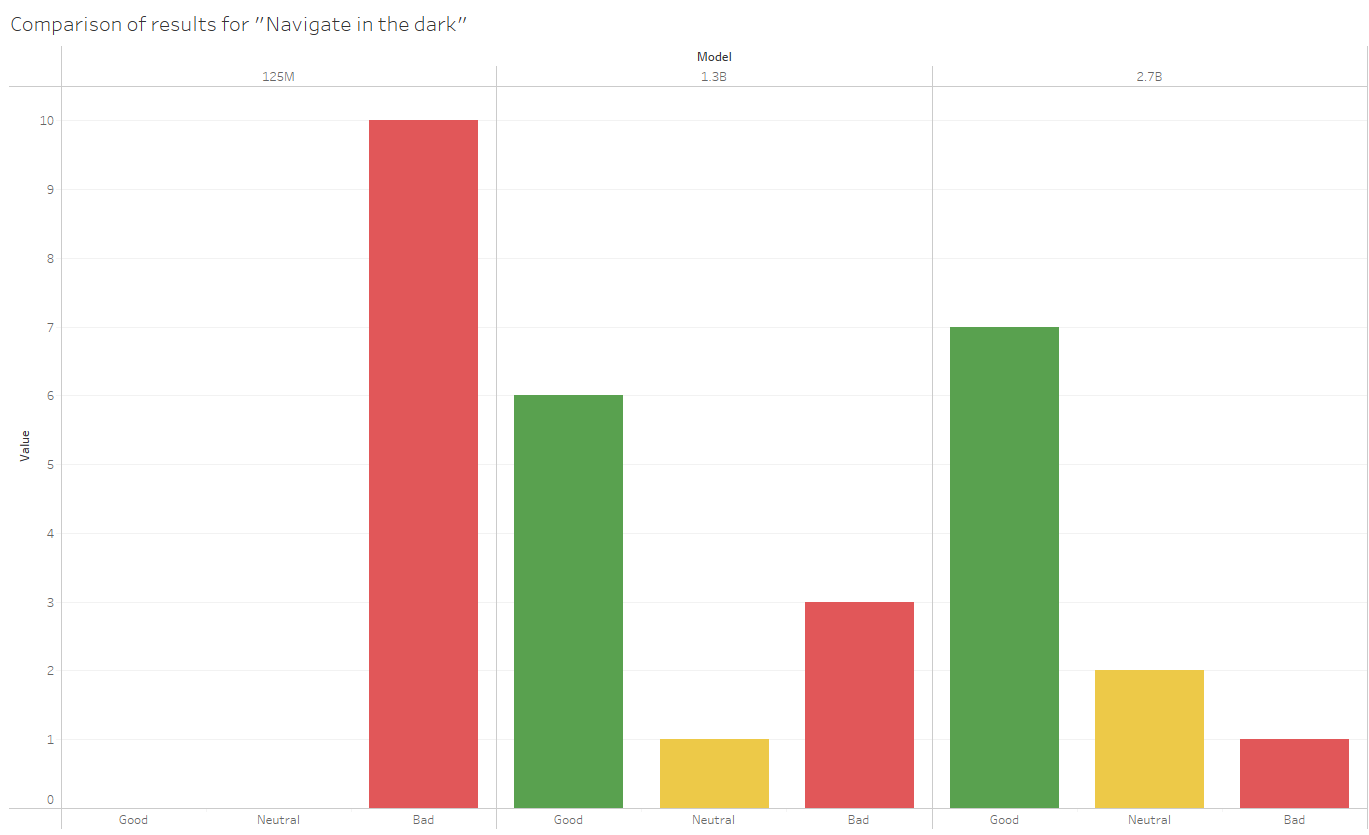 Comparison of results for "Navigate in the dark"
Model
125M 1.3B 2.7B
10
9
8
7
6
5
4
3
2
1
0
Value
Good Neutral Bad Good Neutral Bad Good Neutral Bad